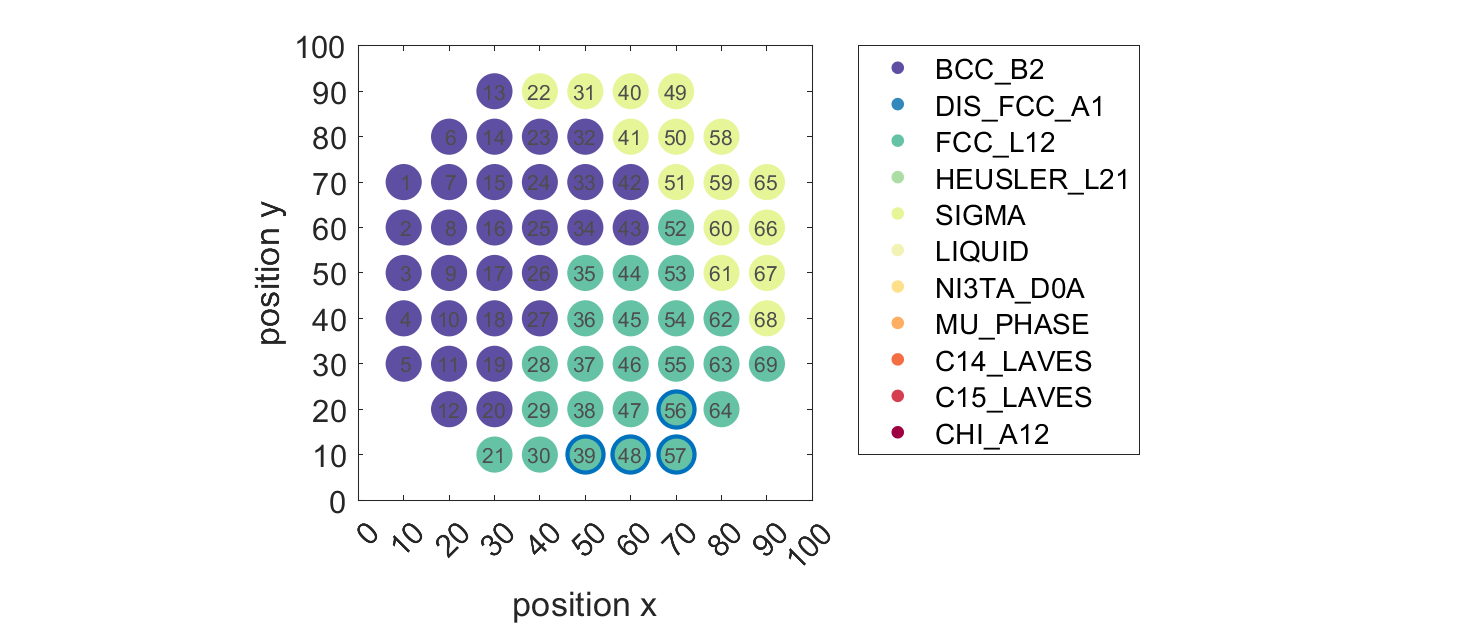 100
90
80
70
60
50
40
30
20
10
0
position y
13 22 31 40 49
6 14 23 32 41 50 58
1 7 15 24 33 42 51 59 65
2 8 16 25 34 43 52 60 66
3 9 17 26 35 44 53 61 67
4 10 18 27 36 45 54 62 68
5 11 19 28 37 46 55 63 69
12 20 29 38 47 56 64
21 30 39 48 57
0 10 20 30 40 50 60 70 80 90 100
position x
BCC_B2
DIS_FCC_A1
FCC_L12
HEUSLER_L21
SIGMA
LIQUID
NI3TA_D0A
MU_PHASE
C14_LAVES
C15_LAVES
CHI_A12